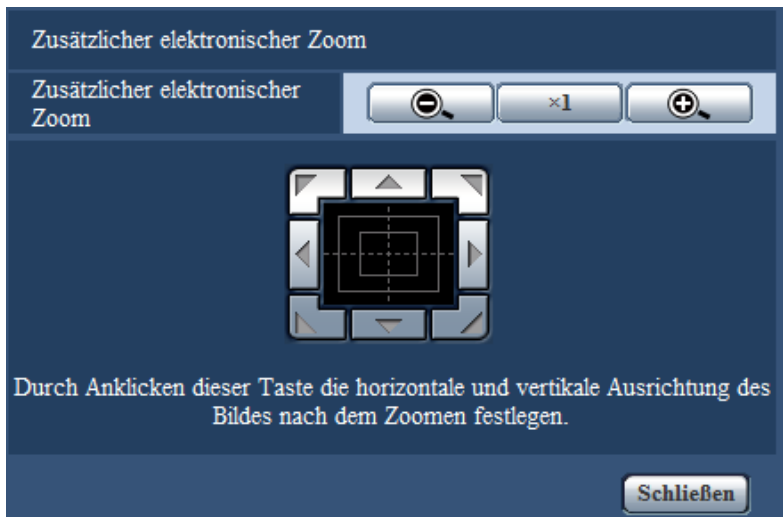 Zusätzlicher elektronischer Zoom
Zusätzlicher elektronischer
Zoom
×1
Durch Anklicken dieser Taste die horizontale und vertikale Ausrichtung des
Bildes nach dem Zoomen festlegen.
Schließen